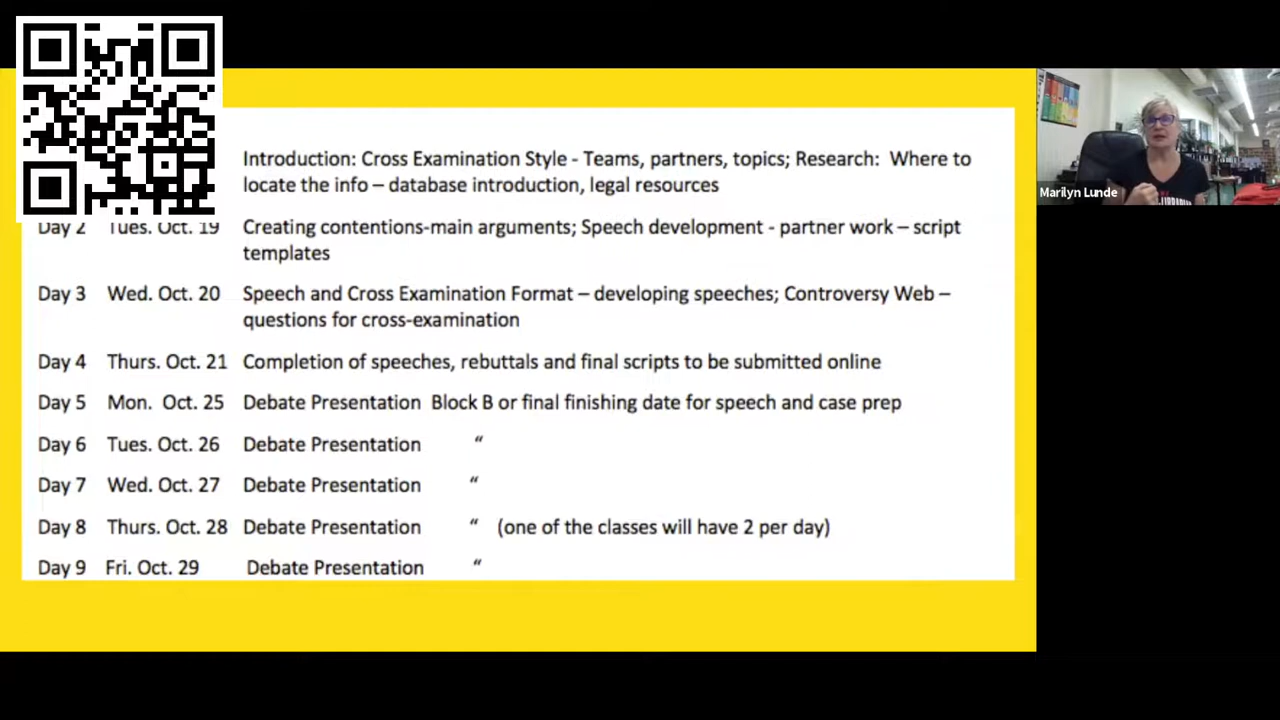 Introduction: Cross Examination Style - Teams, partners, topics; Research: Where to
locate the info – database introduction, legal resources
Day 2 Tues. Oct. 19 Creating contentions-main arguments; Speech development - partner work – script
templates
Day 3 Wed. Oct. 20 Speech and Cross Examination Format – developing speeches; Controversy Web –
questions for cross-examination
Day 4 Thurs. Oct. 21 Completion of speeches, rebuttals and final scripts to be submitted online
Day 5 Mon. Oct. 25 Debate Presentation Block B or final finishing date for speech and case prep
Day 6 Tues. Oct. 26 Debate Presentation “
Day 7 Wed. Oct. 27 Debate Presentation “
Day 8 Thurs. Oct. 28 Debate Presentation “ (one of the classes will have 2 per day)
Day 9 Fri. Oct. 29 Debate Presentation “
Marilyn Lunde